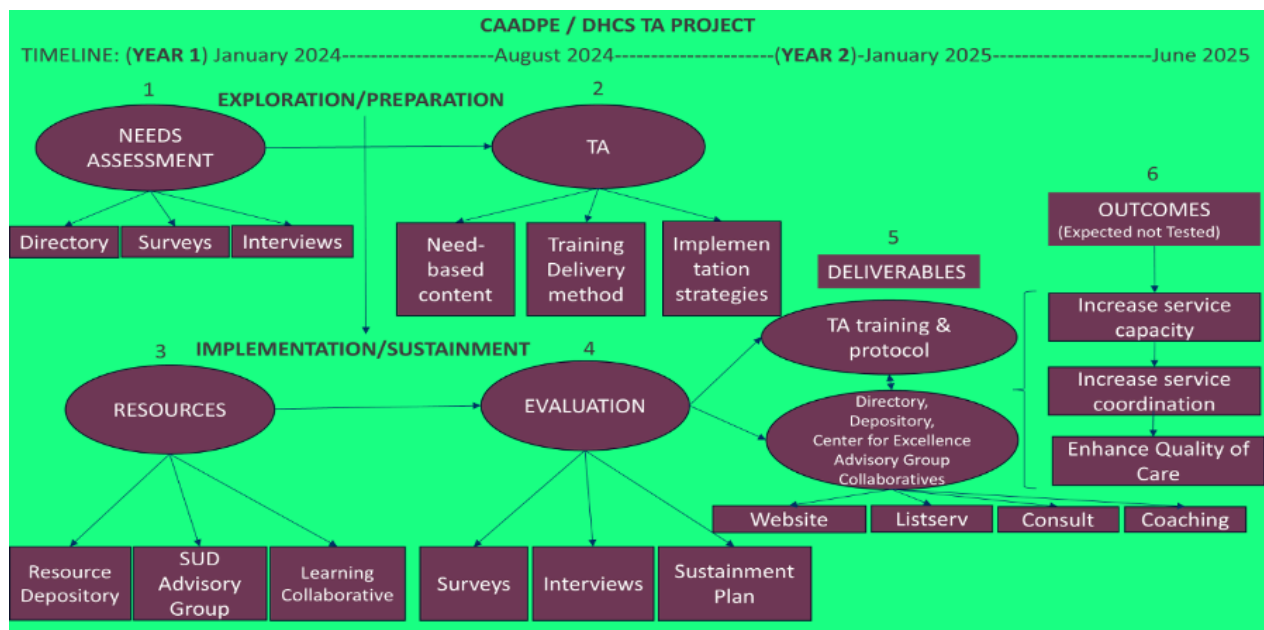 CAADPE / DHCS TA PROJECT
TIMELINE: (YEAR 1) January 2024--------------------August 2024---------------------(YEAR 2)-January 2025---------------------June 2025
1
EXPLORATION/PREPARATION
2
NEEDS
ASSESSMENT
TA
Directory
Surveys
Interviews
Need-
based
content
Training
Delivery
method
Implemen
tation
strategies
3
IMPLEMENTATION/SUSTAINMENT
4
RESOURCES
EVALUATION
Resource
Depository
SUD
Advisory
Group
Learning
Collaborative
Surveys
Interviews
Sustainment
Plan
5
DELIVERABLES
TA training &
protocol
Directory,
Depository,
Center for Excellence
Advisory Group
Collaboratives
Website
Listserv
Consult
Coaching
6
OUTCOMES
(Expected not Tested)
Increase service
capacity
Increase service
coordination
Enhance Quality of
Care